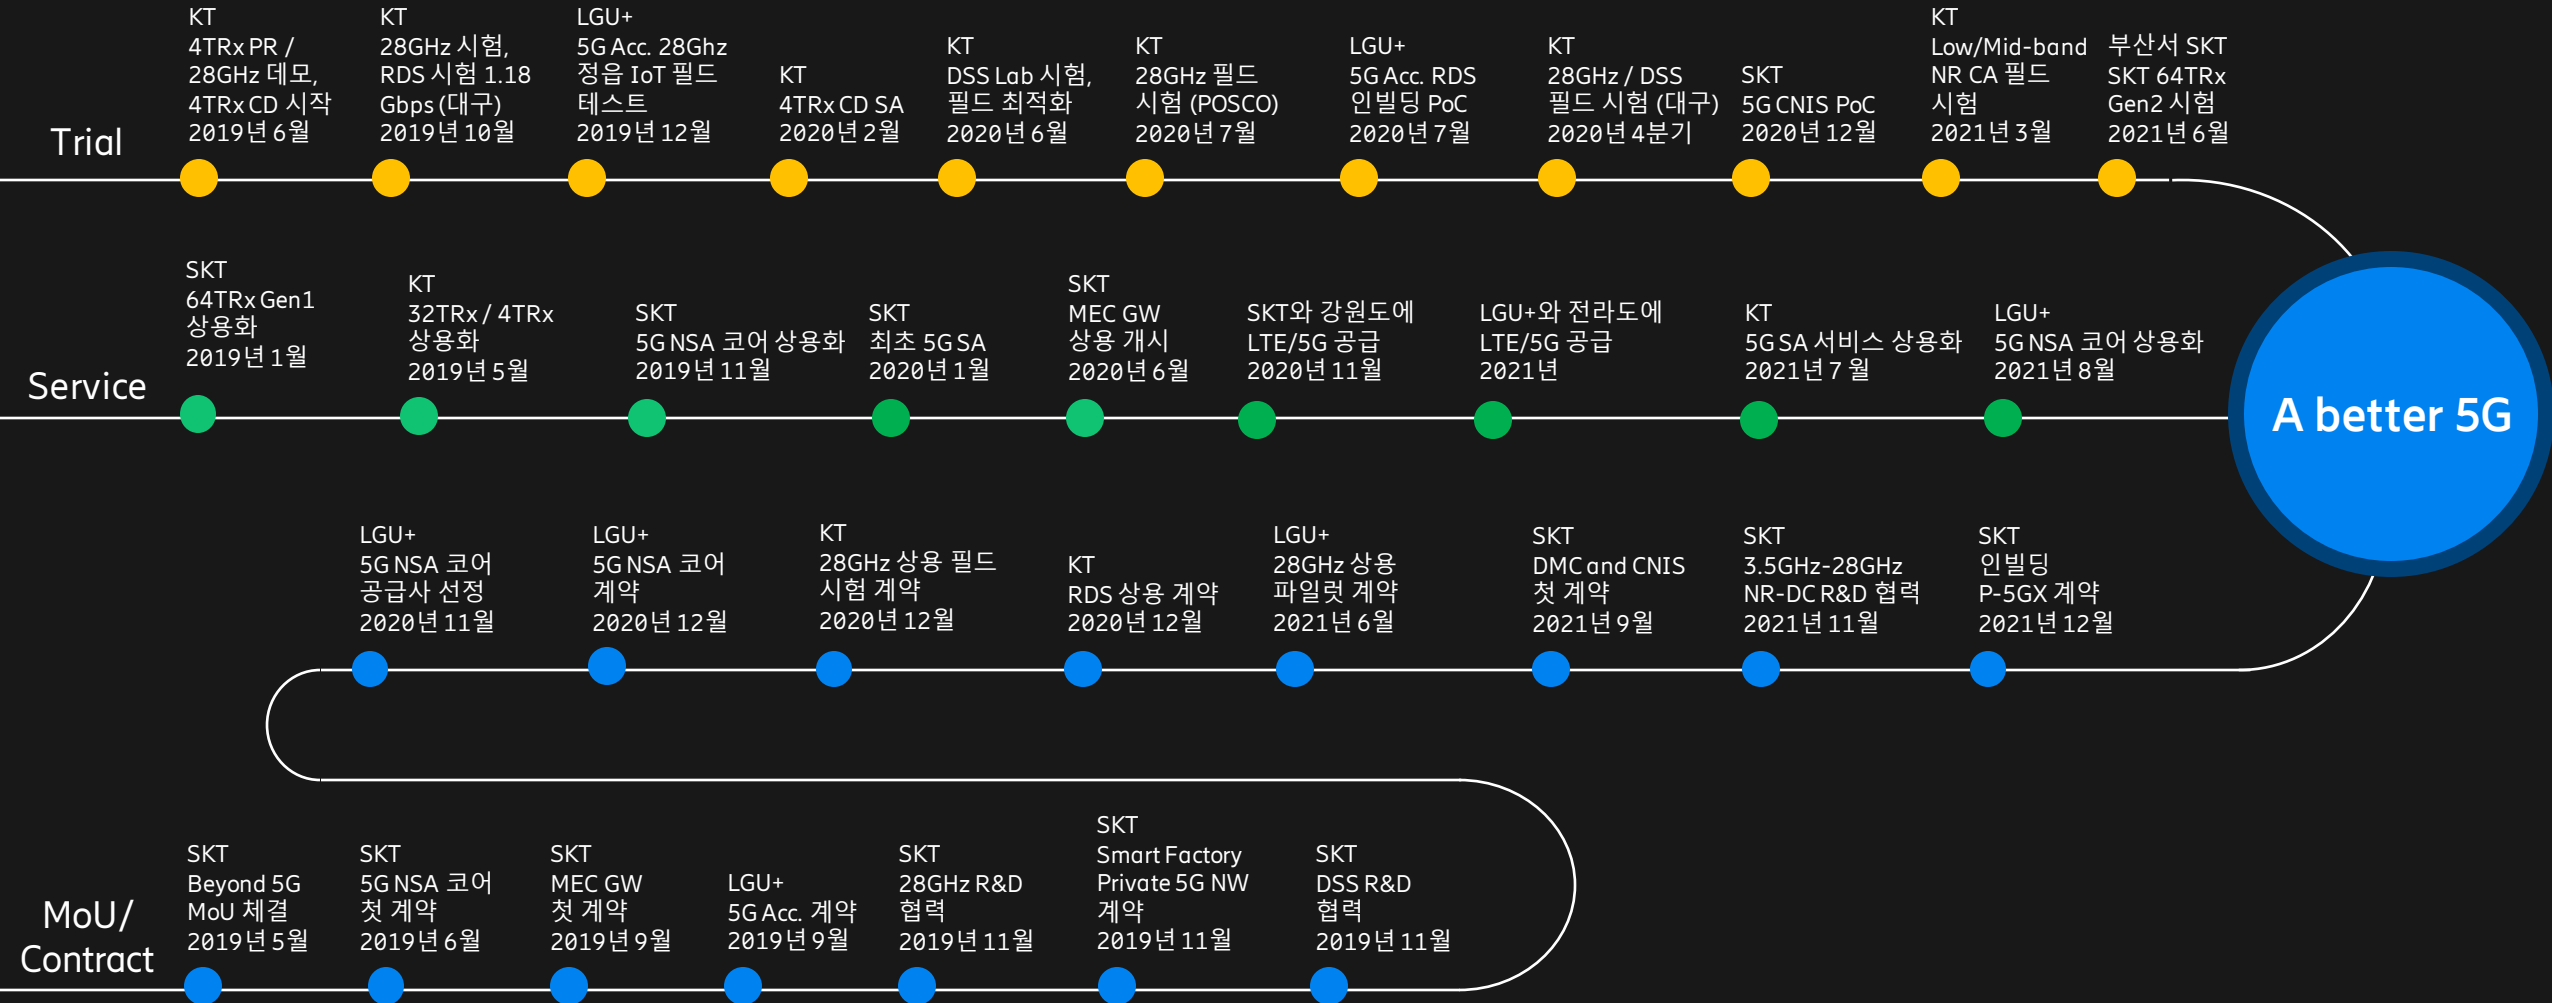 Trial
KT
4TRx PR /
28GHz 데모,
4TRx CD 시작
2019년 6월
KT
28GHz 시험,
RDS 시험 1.18
Gbps (대구)
2019년 10월
LGU+
5G Acc. 28Ghz
정읍 IoT 필드
테스트
2019년 12월
KT
4TRx CD SA
2020년 2월
KT
DSS Lab 시험,
필드 최적화
2020년 6월
KT
28GHz 필드
시험 (POSCO)
2020년 7월
LGU+
5G Acc. RDS
인빌딩 PoC
2020년 7월
KT
28GHz / DSS
필드 시험 (대구)
2020년 4분기
SKT
5G CNIS PoC
2020년 12월
KT
Low/Mid-band
NR CA 필드
시험
2021년 3월
부산서 SKT
SKT 64TRx
Gen2 시험
2021년 6월
Service
SKT
64TRx Gen1
상용화
2019년 1월
KT
32TRx / 4TRx
상용화
2019년 5월
SKT
5G NSA 코어 상용화
2019년 11월
SKT
최초 5G SA
2020년 1월
SKT
MEC GW
상용 개시
2020년 6월
SKT와 강원도에
LTE/5G 공급
2020년 11월
LGU+와 전라도에
LTE/5G 공급
2021년
KT
5G SA 서비스 상용화
2021년 7 월
LGU+
5G NSA 코어 상용화
2021년 8월
A better 5G
LGU+
5G NSA 코어
공급사 선정
2020년 11월
LGU+
5G NSA 코어
계약
2020년 12월
KT
28GHz 상용 필드
시험 계약
2020년 12월
KT
RDS 상용 계약
2020년 12월
LGU+
28GHz 상용
파일럿 계약
2021년 6월
SKT
DMC and CNIS
첫 계약
2021년 9월
SKT
3.5GHz-28GHz
NR-DC R&D 협력
2021년 11월
SKT
인빌딩
P-5GX 계약
2021년 12월
MoU/
Contract
SKT
Beyond 5G
MoU 체결
2019년 5월
SKT
5G NSA 코어
첫 계약
2019년 6월
SKT
MEC GW
첫 계약
2019년 9월
LGU+
5G Acc. 계약
2019년 9월
SKT
28GHz R&D
협력
2019년 11월
SKT
Smart Factory
Private 5G NW
계약
2019년 11월
SKT
DSS R&D
협력
2019년 11월